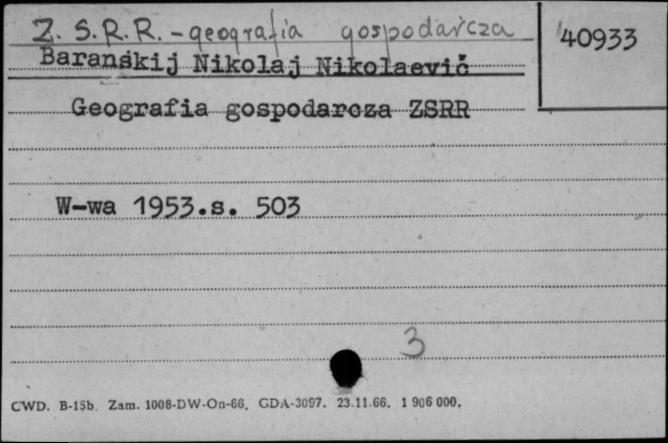 Z. S. R. R. - geografia gospodarcza
40933
Baranskij Nikolaj Nikolaevič
Geografia gospodarcza ZSRR
W-wa 1953.s. 503
3
CWD. B-15b. Zam. 1008-DW-On-66. GDA-3097. 23.11.66. 1 906 000.